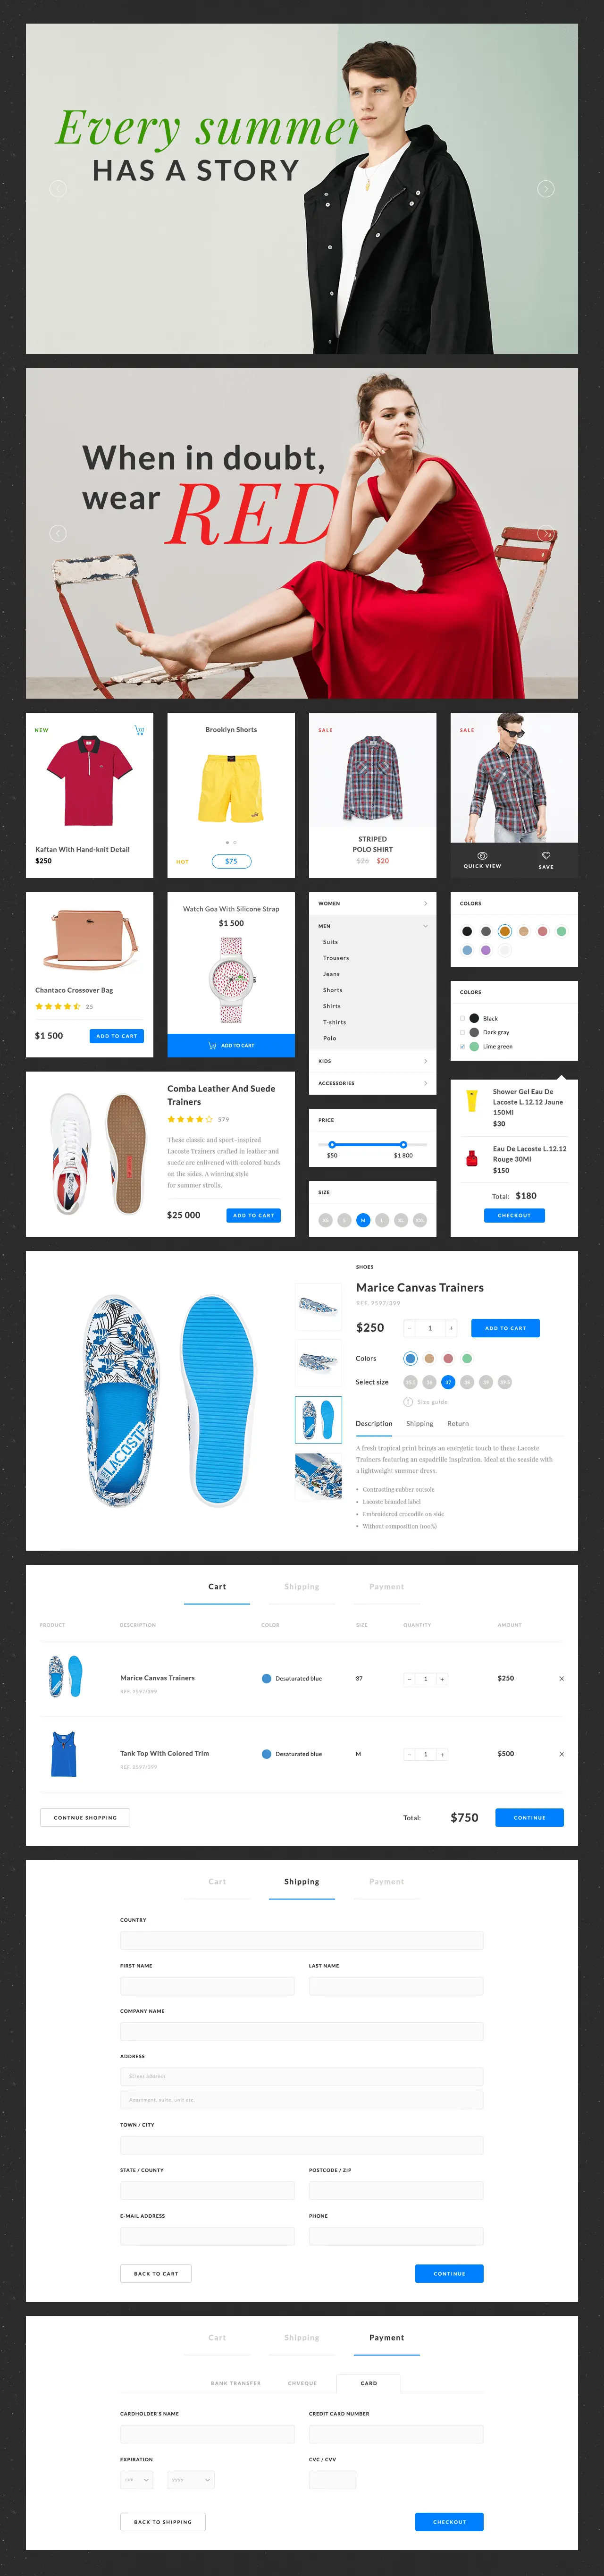 Every summer
HAS A STORY
When in doubt,
wear RED
NEW
Kaftan With Hand-knit Detail
$250
Brooklyn Shorts
HOT
$75
SALE
STRIPED
POLO SHIRT
$26 $20
SALE
QUICK VIEW
SAVE
Chantaco Crossover Bag
25
$1 500
ADD TO CART
Watch Goa With Silicone Strap
$1 500
ADD TO CART
WOMEN
MEN
Suits
Trousers
Jeans
Shorts
Shirts
T-shirts
Polo
KIDS
ACCESSORIES
COLORS
COLORS
Black
Dark gray
Lime green
Comba Leather And Suede
Trainers
579
These classic and sport-inspired
Lacoste Trainers crafted in leather and
suede are enlivened with colored bands
on the sides. A winning style
for summer strolls.
$25 000
ADD TO CART
PRICE
$50
$1 800
SIZE
M
L
Shower Gel Eau De
Lacoste L.12.12 Jaune
150Ml
$30
Eau De Lacoste L.12.12
Rouge 30Ml
$150
Total: $180
CHECKOUT
LACOSTE
SHOES
Marice Canvas Trainers
REF. 2597/399
$250
− 1 +
ADD TO CART
Colors
Select size
37
Size guide
Description
Shipping
Return
A fresh tropical print brings an energetic touch to these Lacoste
Trainers featuring an espadrille inspiration. Ideal at the seaside with
a lightweight summer dress.
• Contrasting rubber outsole
• Lacoste branded label
• Embroidered crocodile on side
• Without composition (100%)
Cart
Shipping
Payment
PRODUCT
DESCRIPTION
COLOR
SIZE
QUANTITY
AMOUNT
Marice Canvas Trainers
REF. 2597/399
Desaturated blue
37
− 1 +
$250
Tank Top With Colored Trim
REF. 2597/399
Desaturated blue
M
− 1 +
$500
CONTNUE SHOPPING
Total:
$750
CONTINUE
Cart
Shipping
Payment
COUNTRY
FIRST NAME
LAST NAME
COMPANY NAME
ADDRESS
Street address
Apartment, suite, unit etc.
TOWN / CITY
STATE / COUNTY
POSTCODE / ZIP
E-MAIL ADDRESS
PHONE
BACK TO CART
CONTINUE
Cart
Shipping
Payment
BANK TRANSFER
CHVEQUE
CARD
CARDHOLDER'S NAME
CREDIT CARD NUMBER
EXPIRATION
CVC / CVV
mm
yyyy
BACK TO SHIPPING
CHECKOUT